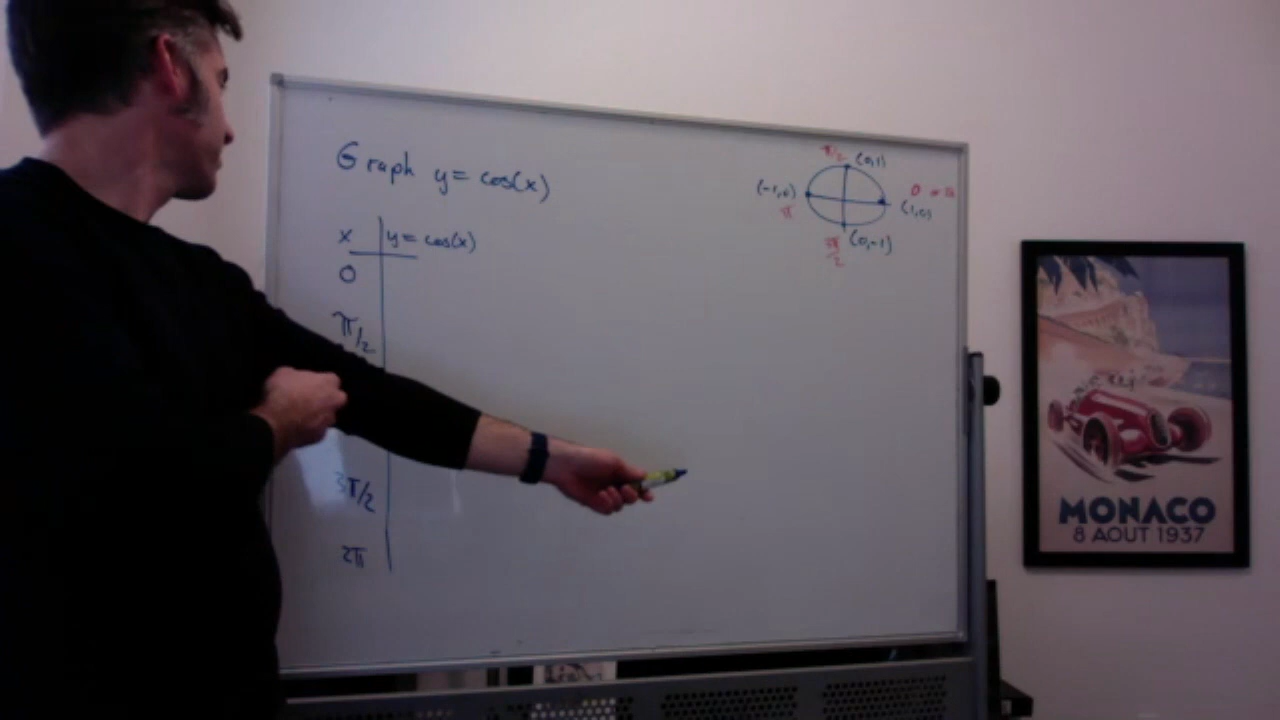 Graph y = cos(x)
x y = cos(x)
0
π/2
3π/2
2π
π/2 (0,1)
(-1,0) π
0
(1,0)
3π/2 (0,-1)
MONACO
8 AOUT 1937